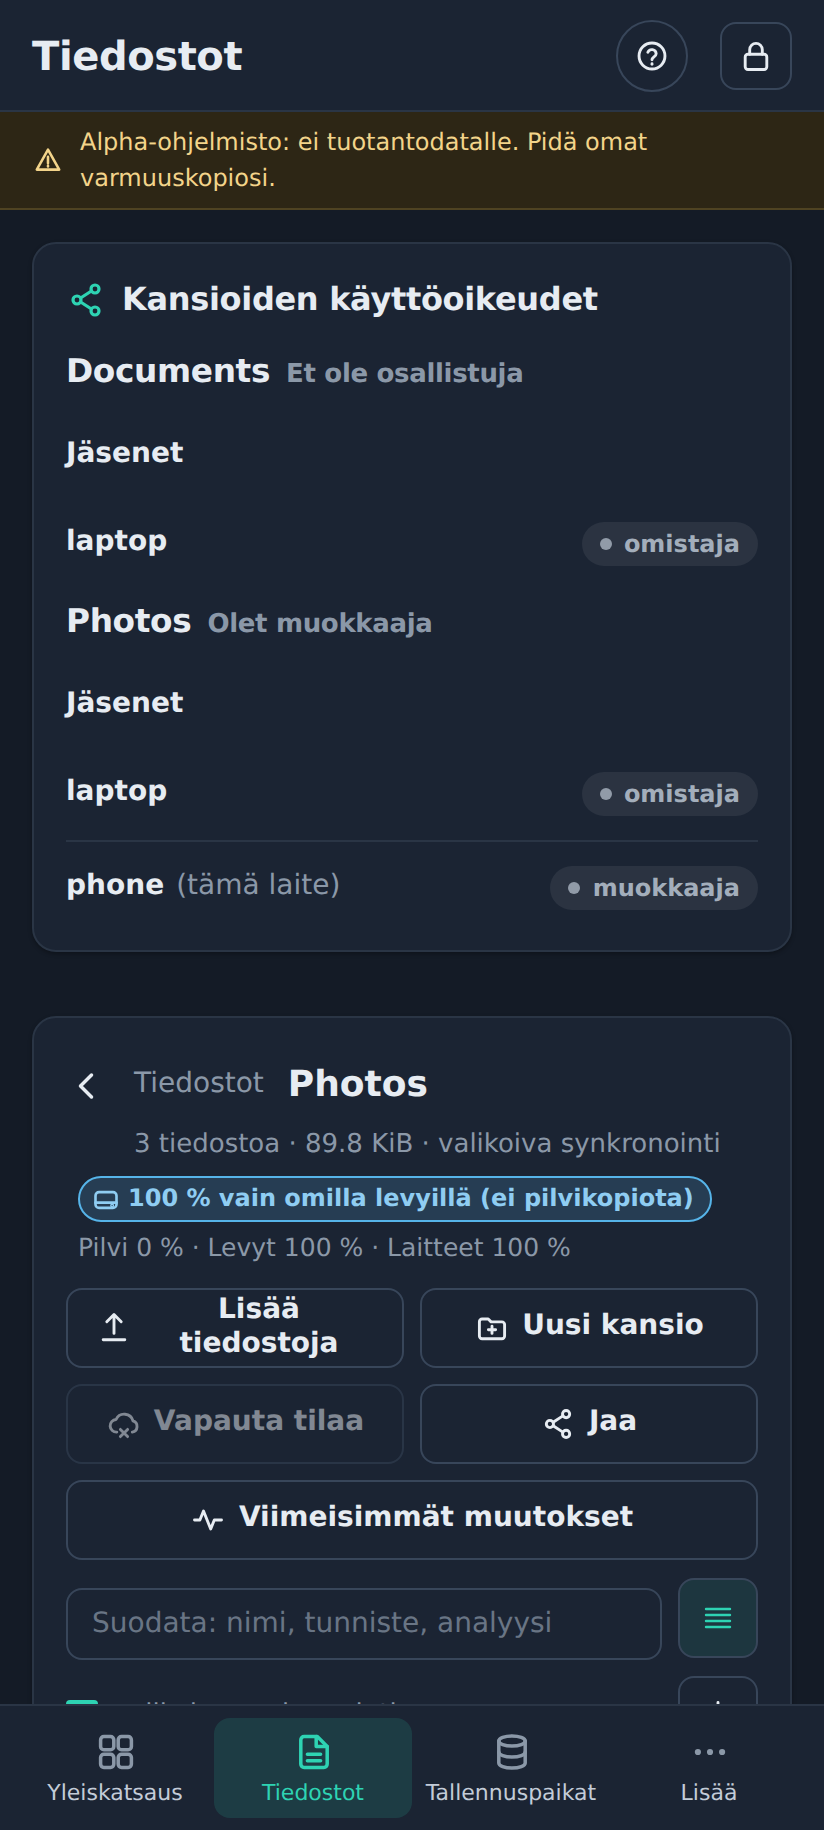 Tiedostot
Alpha-ohjelmisto: ei tuotantodatalle. Pidä omat
varmuuskopiosi.
Kansioiden käyttöoikeudet
Documents Et ole osallistuja
Jäsenet
laptop omistaja
Photos Olet muokkaaja
Jäsenet
laptop omistaja
phone (tämä laite) muokkaaja
Tiedostot Photos
3 tiedostoa · 89.8 KiB · valikoiva synkronointi
100 % vain omilla levyillä (ei pilvikopiota)
Pilvi 0 % · Levyt 100 % · Laitteet 100 %
Lisää
tiedostoja
Uusi kansio
Vapauta tilaa
Jaa
Viimeisimmät muutokset
Suodata: nimi, tunniste, analyysi
Yleiskatsaus
Tiedostot
Tallennuspaikat
Lisää